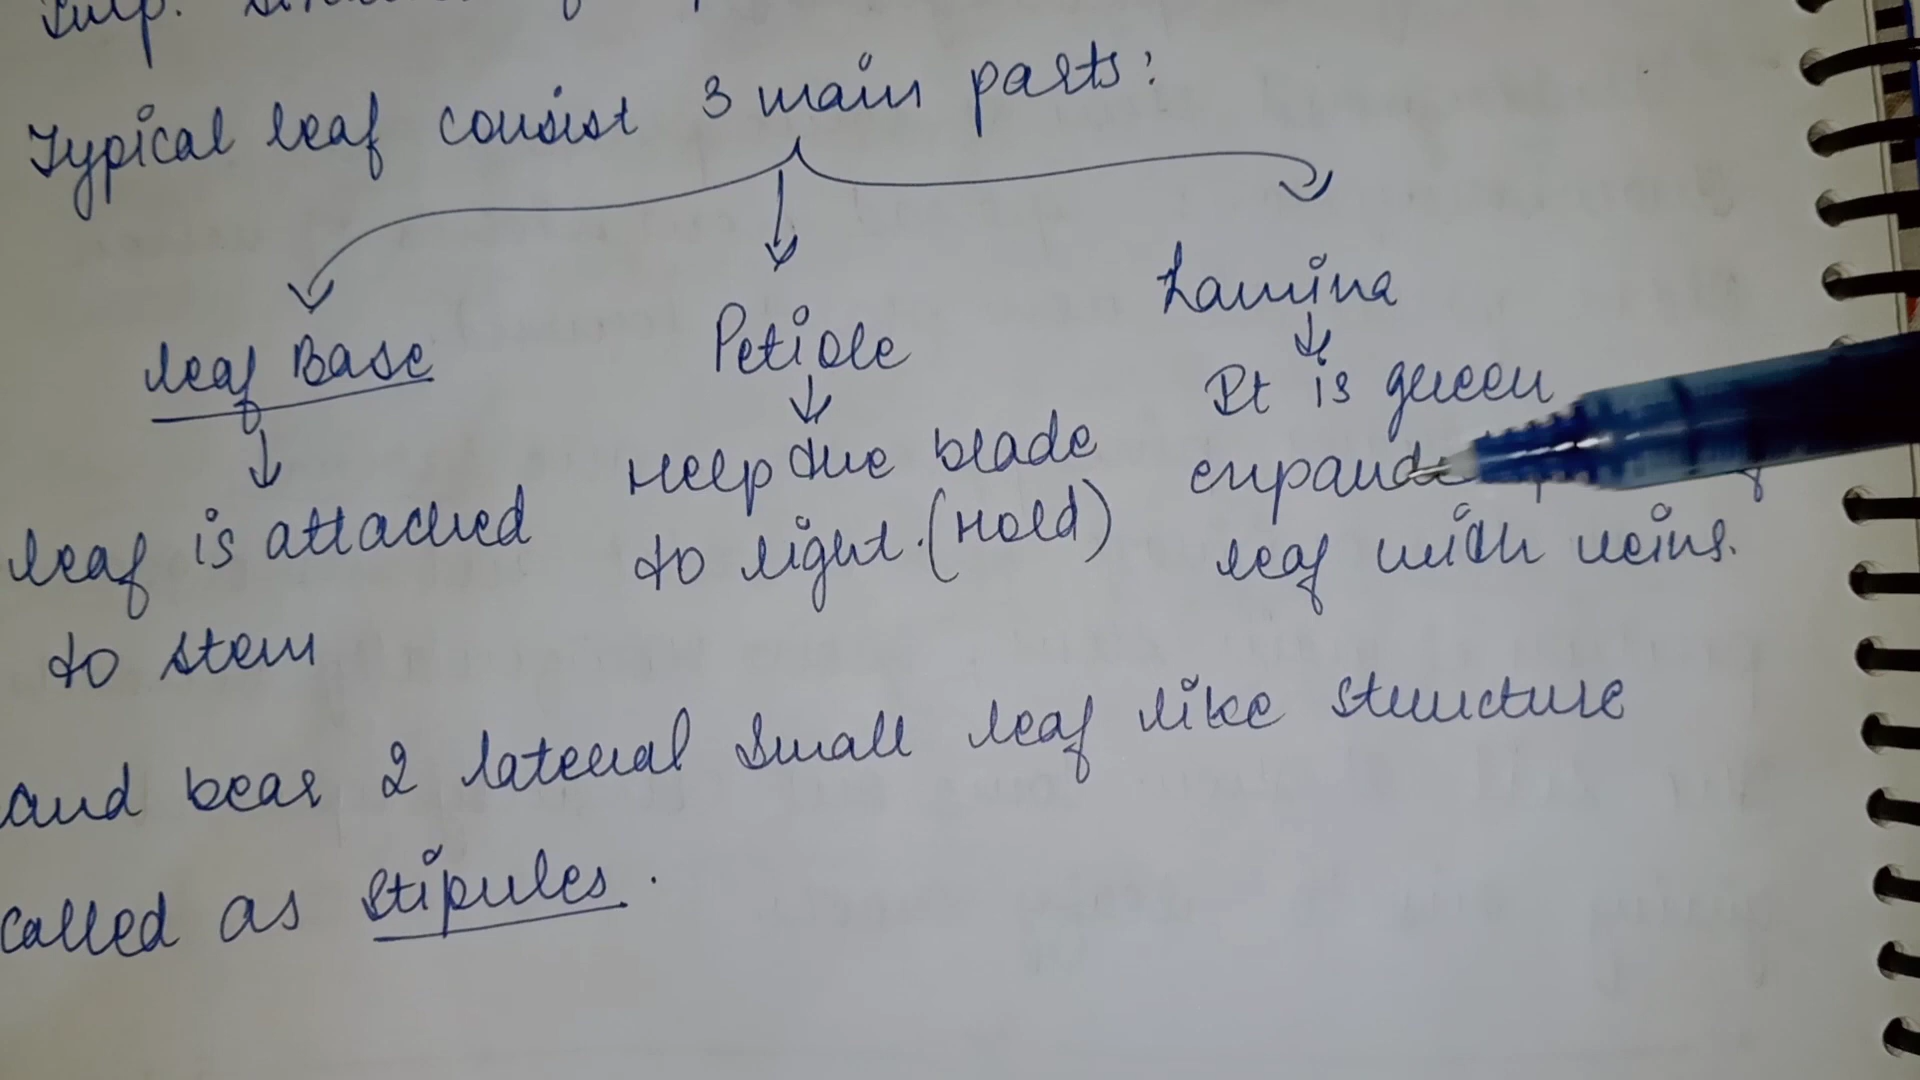 Typical leaf consist 3 main parts:
Leaf Base
Petiole
Lamina
leaf is attached
to stem
Help the blade
to light. (Hold)
It is green
leaf with veins.
and bear 2 lateral small leaf like structure
called as stipules.